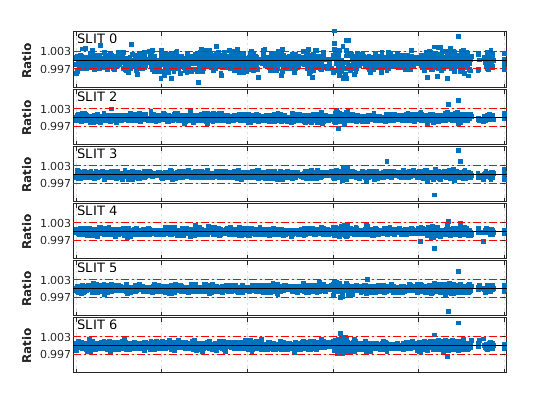 SLIT 0
1.003
0.997
Ratio
SLIT 2
1.003
0.997
Ratio
SLIT 3
1.003
0.997
Ratio
SLIT 4
1.003
0.997
Ratio
SLIT 5
1.003
0.997
Ratio
SLIT 6
1.003
0.997
Ratio